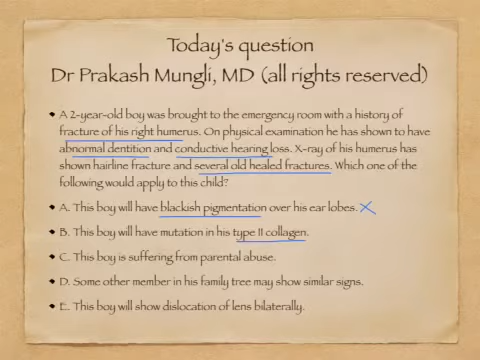 Today's question
Dr Prakash Mungli, MD (all rights reserved)
A 2-year-old boy was brought to the emergency room with a history of
fracture of his right humerus. On physical examination he has shown to have
abnormal dentition and conductive hearing loss. X-ray of his humerus has
shown hairline fracture and several old healed fractures. Which one of the
following would apply to this child?
A. This boy will have blackish pigmentation over his ear lobes.
B. This boy will have mutation in his type II collagen.
C. This boy is suffering from parental abuse.
D. Some other member in his family tree may show similar signs.
E. This boy will show dislocation of lens bilaterally.